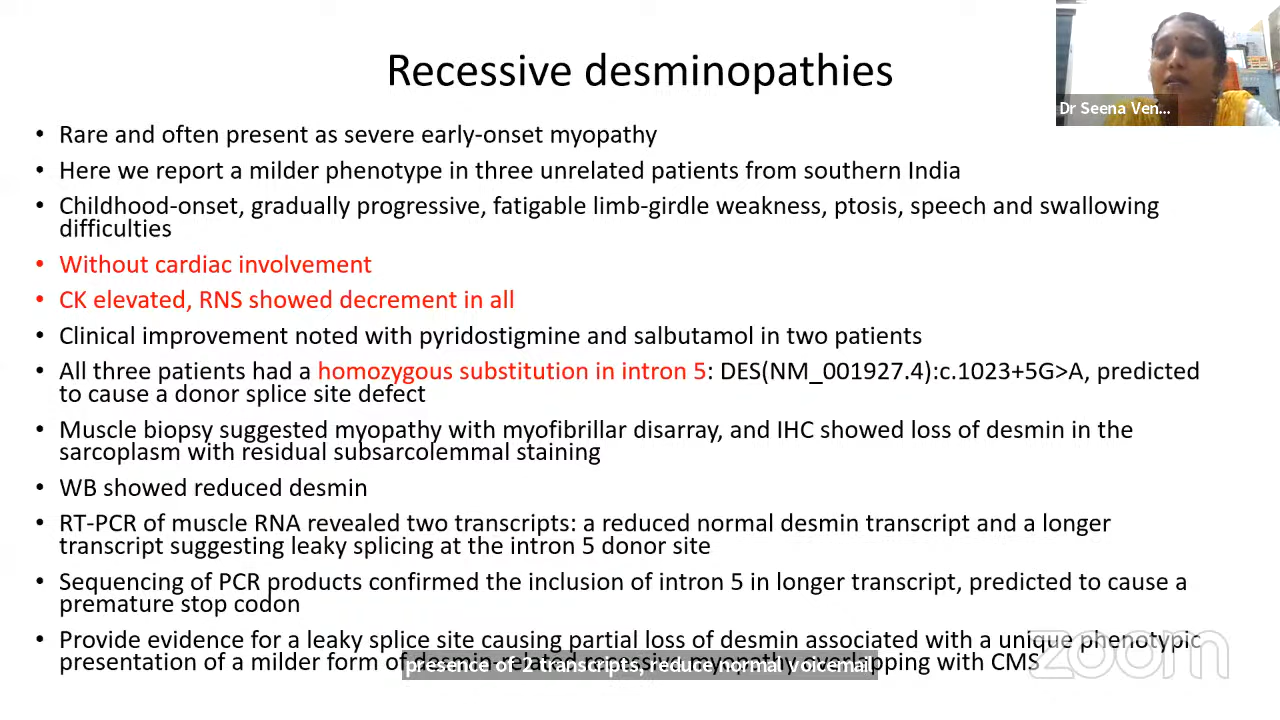 Recessive desminopathies
Dr Seena Ven...
• Rare and often present as severe early-onset myopathy
• Here we report a milder phenotype in three unrelated patients from southern India
• Childhood-onset, gradually progressive, fatigable limb-girdle weakness, ptosis, speech and swallowing
difficulties
• Without cardiac involvement
• CK elevated, RNS showed decrement in all
• Clinical improvement noted with pyridostigmine and salbutamol in two patients
• All three patients had a homozygous substitution in intron 5: DES(NM_001927.4):c.1023+5G>A, predicted
to cause a donor splice site defect
• Muscle biopsy suggested myopathy with myofibrillar disarray, and IHC showed loss of desmin in the
sarcoplasm with residual subsarcolemmal staining
• WB showed reduced desmin
• RT-PCR of muscle RNA revealed two transcripts: a reduced normal desmin transcript and a longer
transcript suggesting leaky splicing at the intron 5 donor site
• Sequencing of PCR products confirmed the inclusion of intron 5 in longer transcript, predicted to cause a
premature stop codon
• Provide evidence for a leaky splice site causing partial loss of desmin associated with a unique phenotypic
presentation of a milder form of desmin-related recessive myopathy overlapping with CMS
presence of 2 transcripts, reduce normal voicemail,
zoom